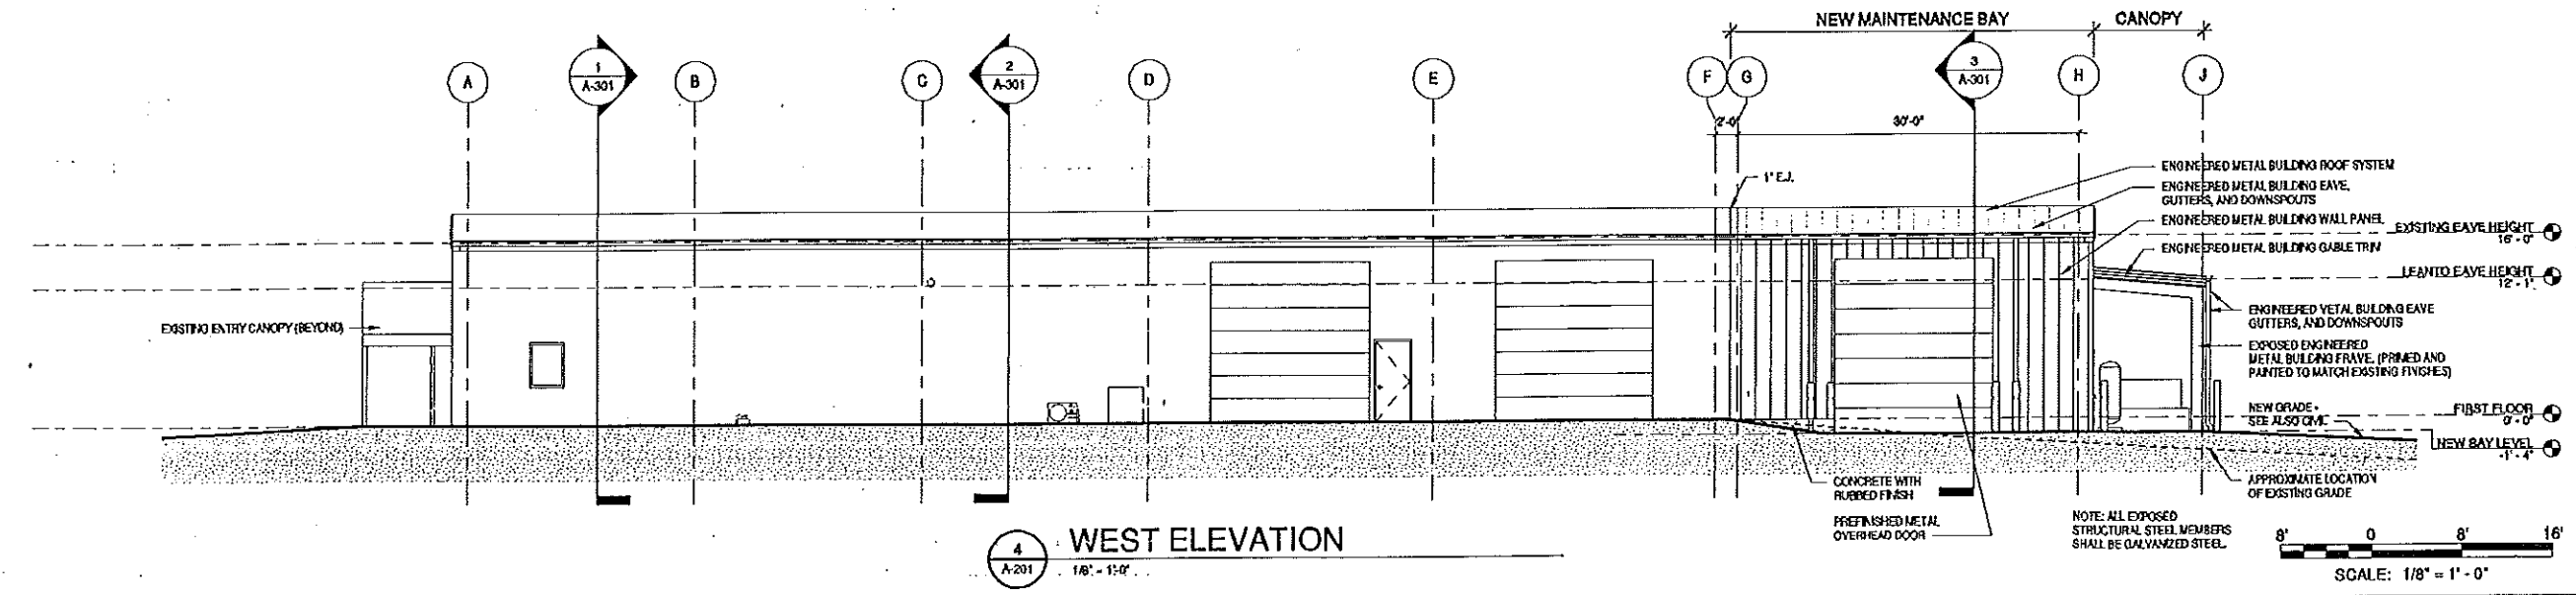 NEW MAINTENANCE BAY
CANOPY
A
1
A-301
B
C
2
A-301
D
E
F
G
3
A-301
H
J
2'-0"
30'-0"
1" E.J.
ENGINEERED METAL BUILDING ROOF SYSTEM
ENGINEERED METAL BUILDING EAVE,
GUTTERS, AND DOWNSPOUTS
ENGINEERED METAL BUILDING WALL PANEL
ENGINEERED METAL BUILDING GABLE TRIM
EXISTING EAVE HEIGHT
16' - 0"
LEANTO EAVE HEIGHT
12' - 1"
EXISTING ENTRY CANOPY (BEYOND)
ENGINEERED METAL BUILDING EAVE
GUTTERS, AND DOWNSPOUTS
EXPOSED ENGINEERED
METAL BUILDING FRAME, (PRIMED AND
PAINTED TO MATCH EXISTING FINISHES)
NEW GRADE -
SEE ALSO CIVIL
FIRST FLOOR
0' - 0"
NEW BAY LEVEL
-1' - 4"
APPROXIMATE LOCATION
OF EXISTING GRADE
CONCRETE WITH
RUBBED FINISH
PREFINISHED METAL
OVERHEAD DOOR
NOTE: ALL EXPOSED
STRUCTURAL STEEL MEMBERS
SHALL BE GALVANIZED STEEL.
4
A-201
WEST ELEVATION
1/8" = 1'-0"
8' 0 8' 16'
SCALE: 1/8" = 1' - 0"